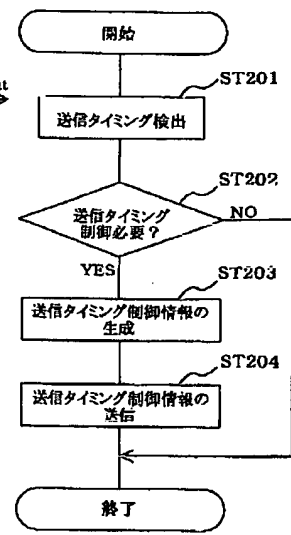 開始
ST201
送信タイミング検出
ST202
送信タイミング
制御必要？
NO
YES
ST203
送信タイミング制御情報の
生成
ST204
送信タイミング制御情報の
送信
終了